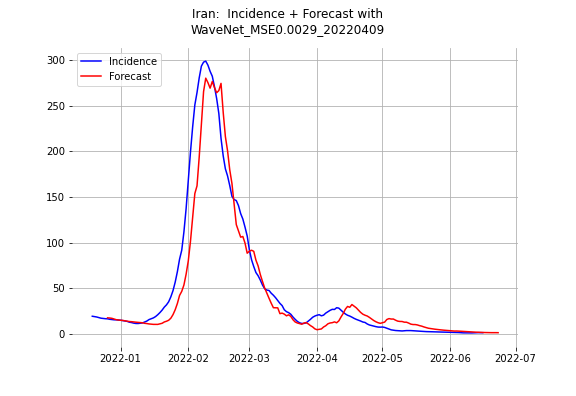 Iran:  Incidence + Forecast with
WaveNet_MSE0.0029_20220409
Incidence
Forecast
300
250
200
150
100
50
0
2022-01 2022-02 2022-03 2022-04 2022-05 2022-06 2022-07